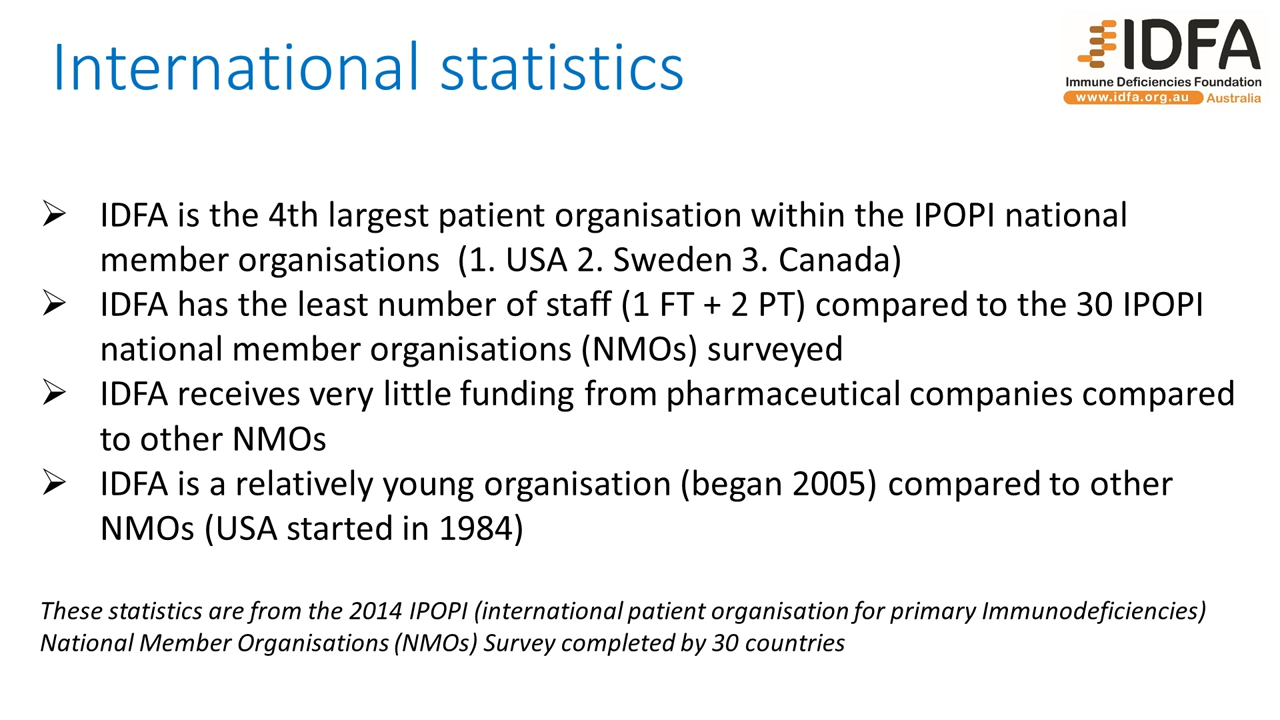 International statistics
IDFA
Immune Deficiencies Foundation
www.idfa.org.au Australia
➢ IDFA is the 4th largest patient organisation within the IPOPI national
member organisations  (1. USA 2. Sweden 3. Canada)
➢ IDFA has the least number of staff (1 FT + 2 PT) compared to the 30 IPOPI
national member organisations (NMOs) surveyed
➢ IDFA receives very little funding from pharmaceutical companies compared
to other NMOs
➢ IDFA is a relatively young organisation (began 2005) compared to other
NMOs (USA started in 1984)
These statistics are from the 2014 IPOPI (international patient organisation for primary Immunodeficiencies)
National Member Organisations (NMOs) Survey completed by 30 countries